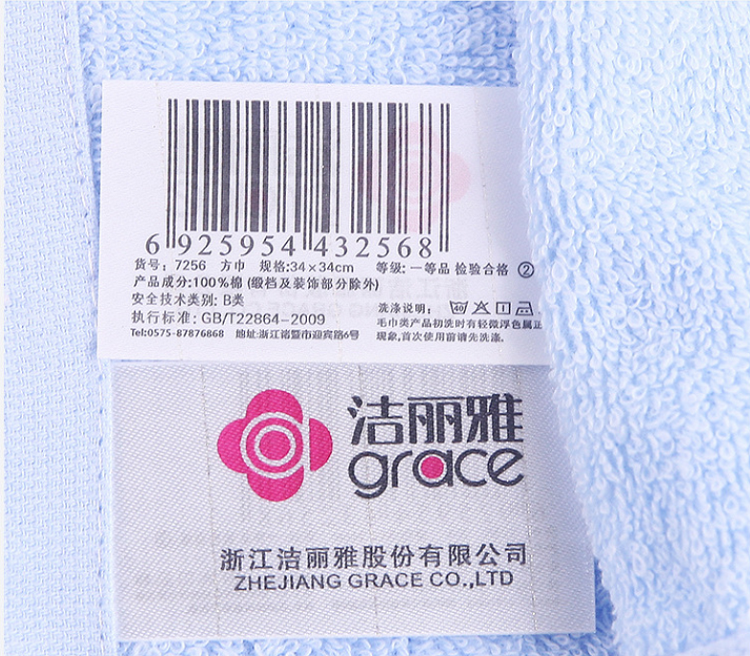 6 925954 432568
货号: 7256 方巾 规格:34×34cm 等级: 一等品 检验合格 ②
产品成分:100%棉 (缎档及装饰部分除外)
安全技术类别: B类
执行标准: GB/T22864-2009
Tel:0575-87876868 地址:浙江诸暨市迎宾路6号
洗涤说明:
毛巾类产品初洗时有轻微浮色属正
现象,首次使用前请先洗涤.
洁丽雅
grace
浙江洁丽雅股份有限公司
ZHEJIANG GRACE CO.,LTD